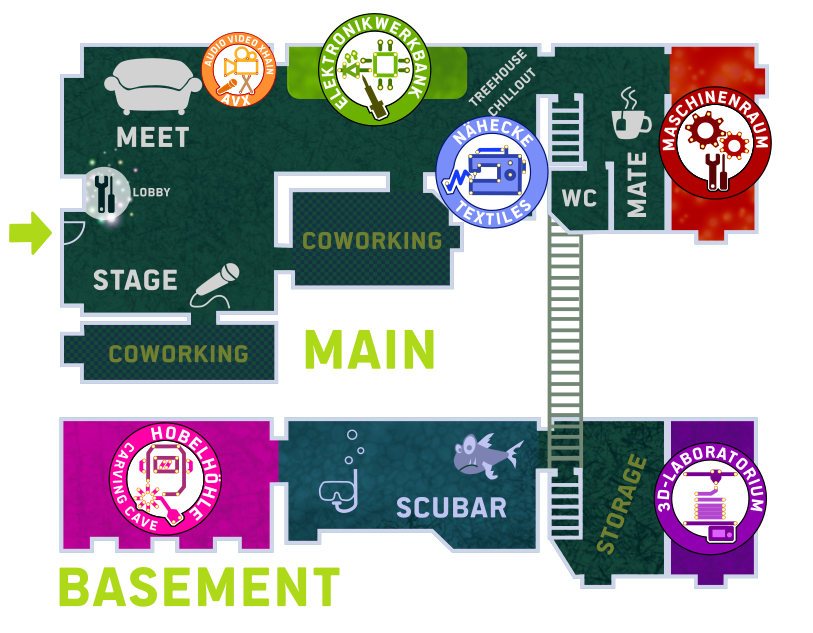 AUDIO VIDEO XHAIN
AVX
ELEKTRONIKWERKBANK
TREEHOUSE
CHILLOUT
MEET
MASCHINENRAUM
NÄHECKE
TEXTILES
MATE
WC
LOBBY
COWORKING
STAGE
COWORKING
MAIN
HOBELHÖHLE
CARVING CAVE
SCUBAR
STORAGE
3D-LABORATORIUM
BASEMENT